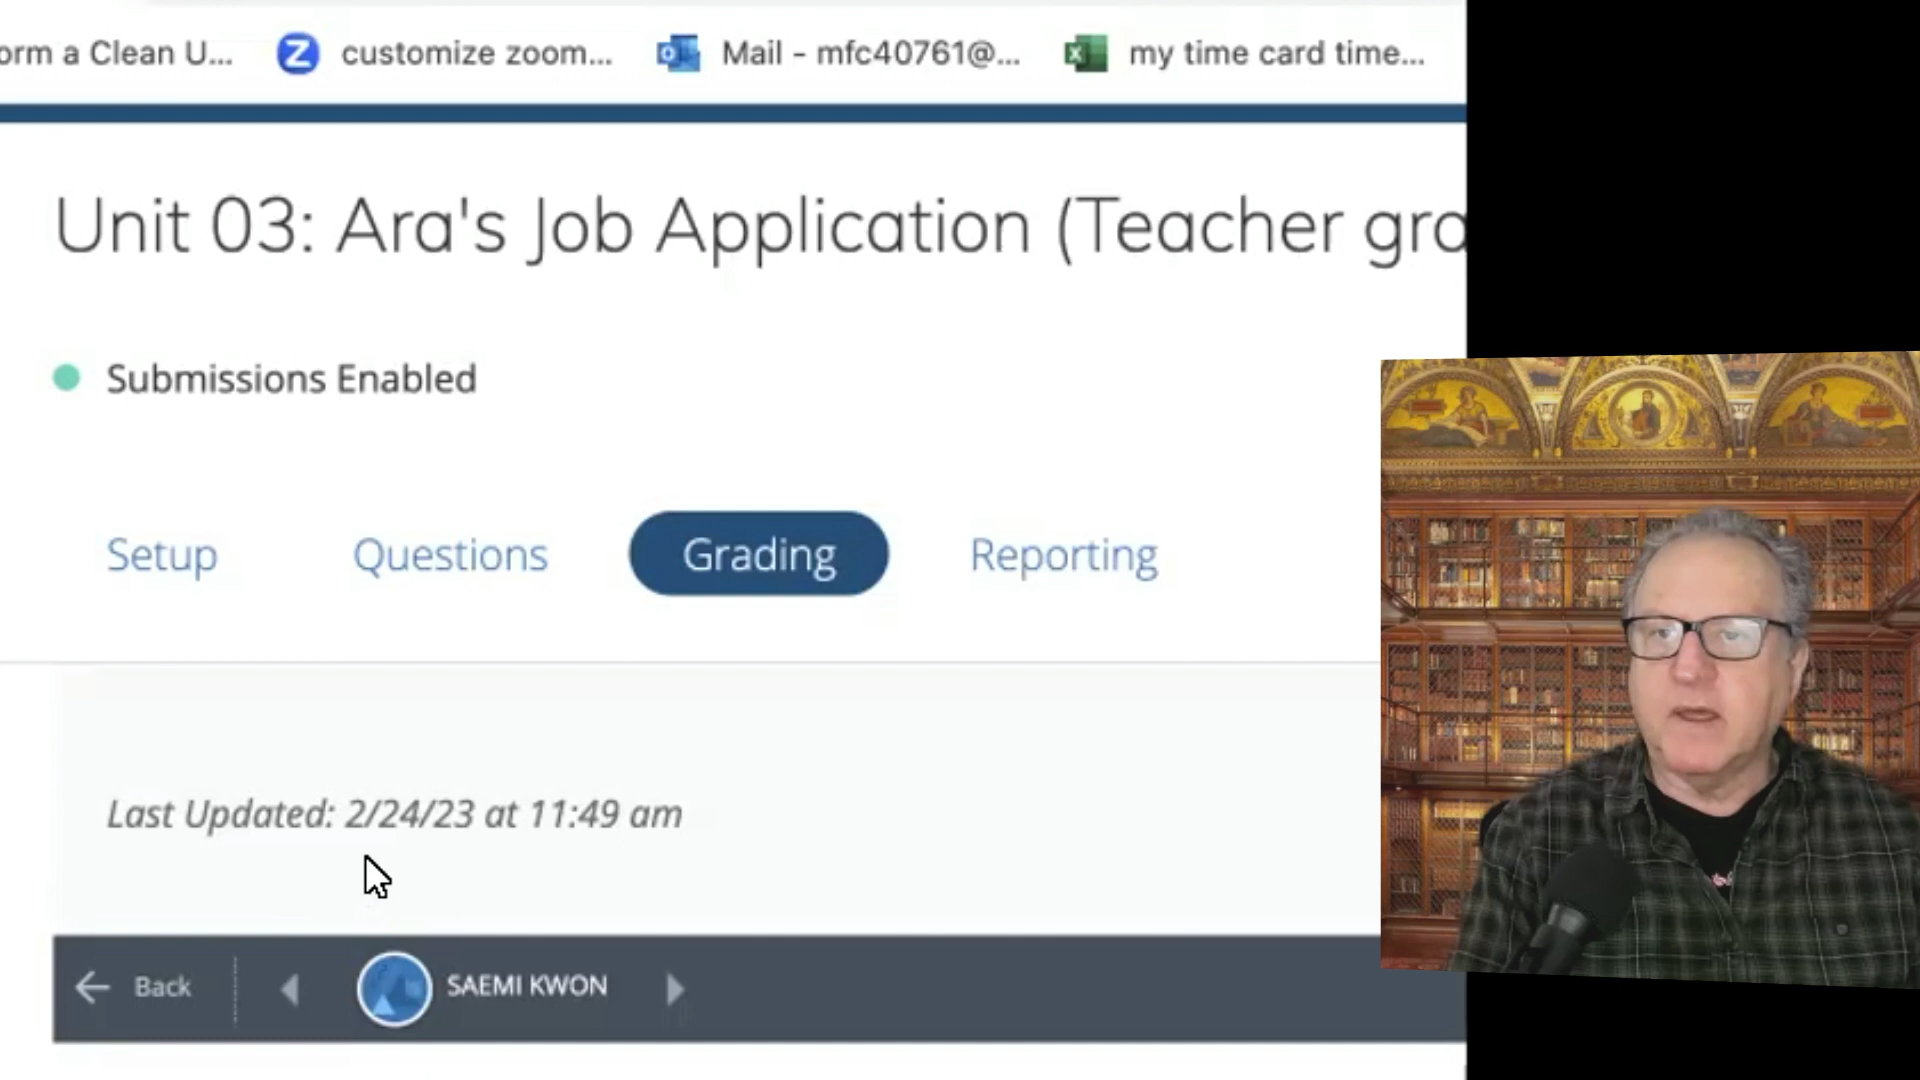 orm a Clean U... customize zoom... Mail - mfc40761@... my time card time...
Unit 03: Ara's Job Application (Teacher gra
Submissions Enabled
Setup Questions Grading Reporting
Last Updated: 2/24/23 at 11:49 am
Back SAEMI KWON